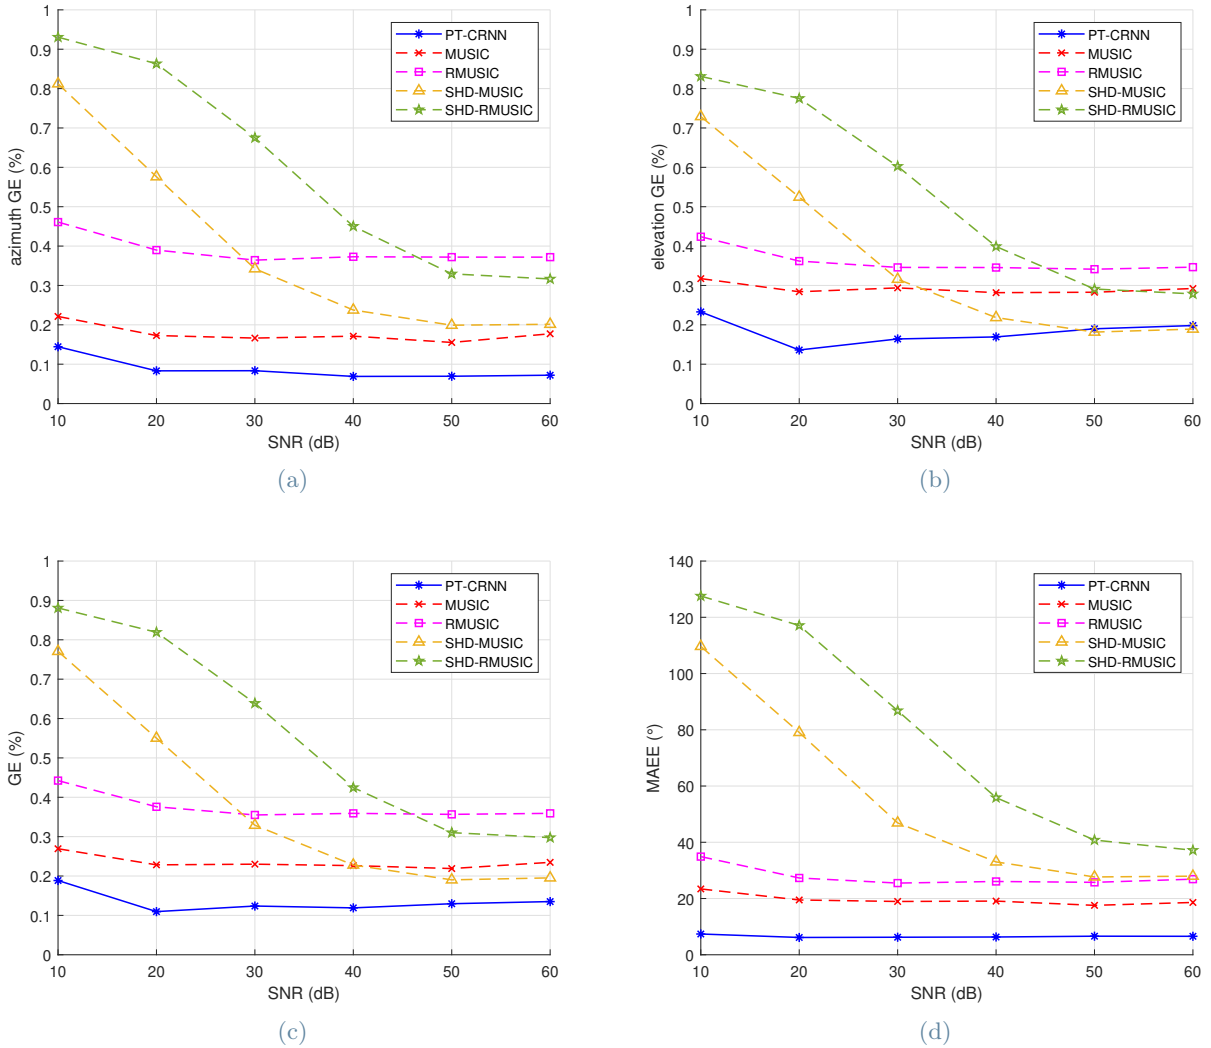 1
0.9
0.8
0.7
0.6
0.5
0.4
0.3
0.2
0.1
0
azimuth GE (%)
10 20 30 40 50 60
SNR (dB)
PT-CRNN
MUSIC
RMUSIC
SHD-MUSIC
SHD-RMUSIC
(a)
1
0.9
0.8
0.7
0.6
0.5
0.4
0.3
0.2
0.1
0
elevation GE (%)
10 20 30 40 50 60
SNR (dB)
PT-CRNN
MUSIC
RMUSIC
SHD-MUSIC
SHD-RMUSIC
(b)
1
0.9
0.8
0.7
0.6
0.5
0.4
0.3
0.2
0.1
0
GE (%)
10 20 30 40 50 60
SNR (dB)
PT-CRNN
MUSIC
RMUSIC
SHD-MUSIC
SHD-RMUSIC
(c)
140
120
100
80
60
40
20
0
MAEE (°)
10 20 30 40 50 60
SNR (dB)
PT-CRNN
MUSIC
RMUSIC
SHD-MUSIC
SHD-RMUSIC
(d)